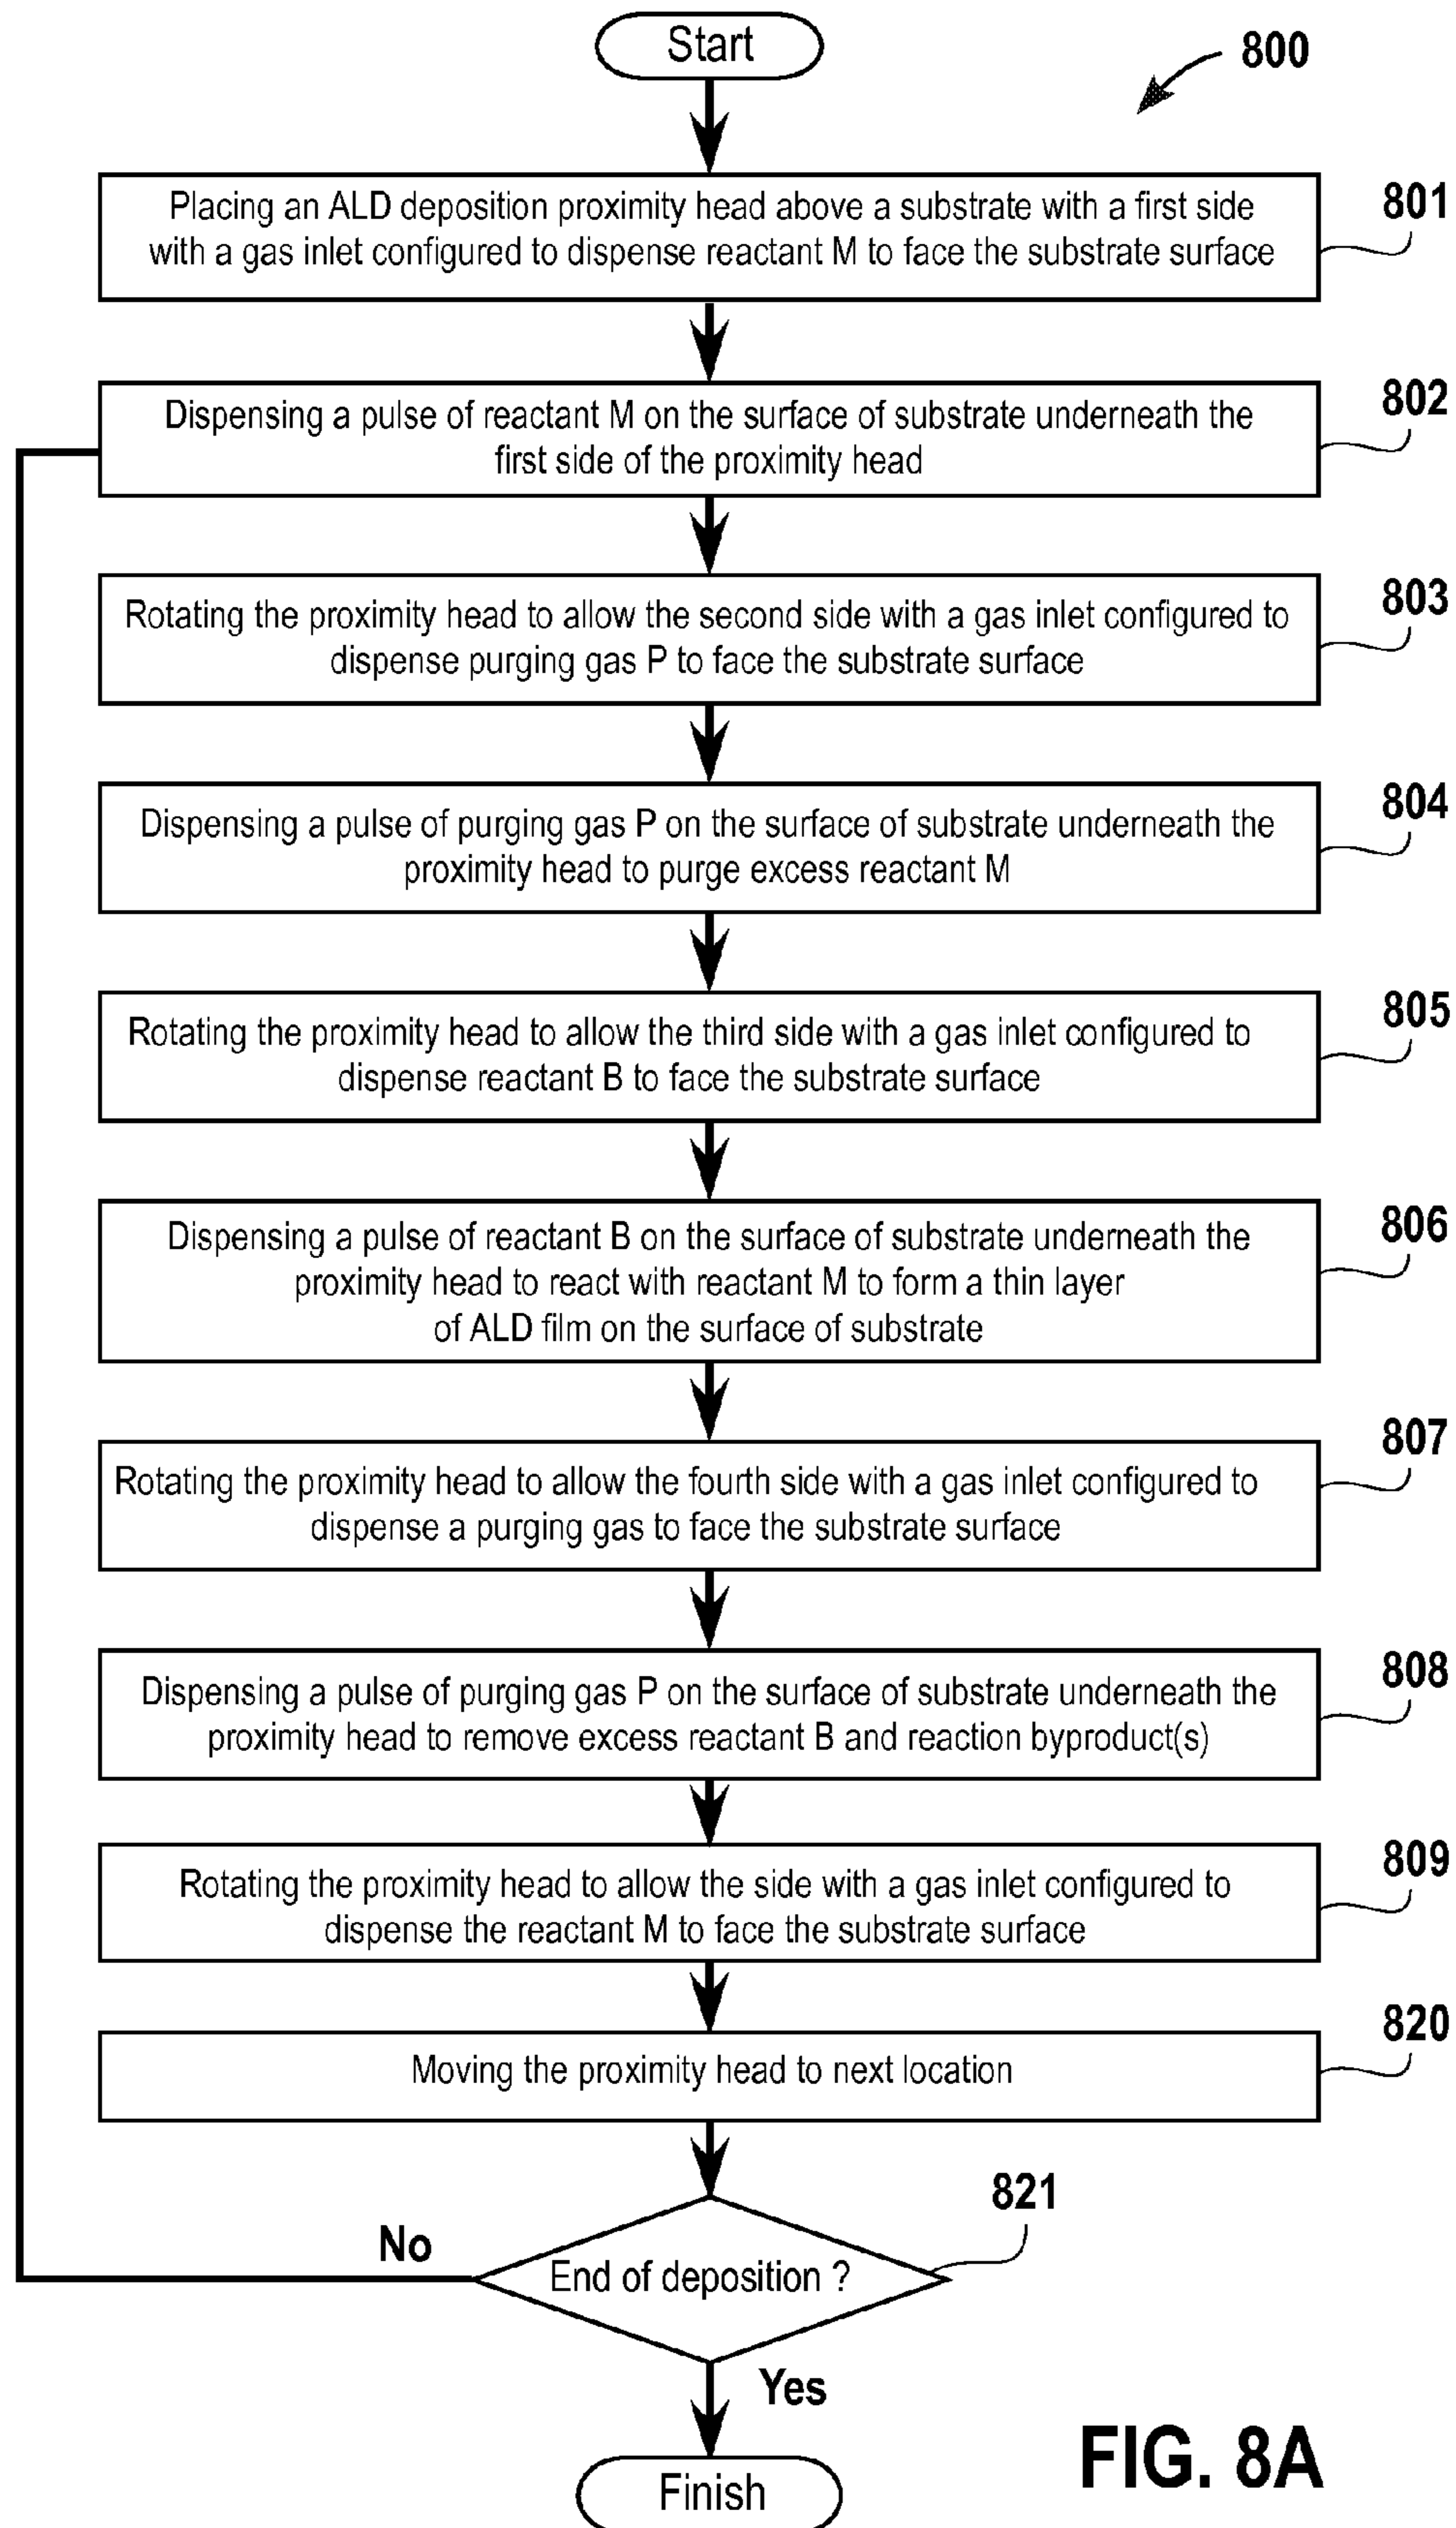 Start
800
Placing an ALD deposition proximity head above a substrate with a first side
with a gas inlet configured to dispense reactant M to face the substrate surface
801
Dispensing a pulse of reactant M on the surface of substrate underneath the
first side of the proximity head
802
Rotating the proximity head to allow the second side with a gas inlet configured to
dispense purging gas P to face the substrate surface
803
Dispensing a pulse of purging gas P on the surface of substrate underneath the
proximity head to purge excess reactant M
804
Rotating the proximity head to allow the third side with a gas inlet configured to
dispense reactant B to face the substrate surface
805
Dispensing a pulse of reactant B on the surface of substrate underneath the
proximity head to react with reactant M to form a thin layer
of ALD film on the surface of substrate
806
Rotating the proximity head to allow the fourth side with a gas inlet configured to
dispense a purging gas to face the substrate surface
807
Dispensing a pulse of purging gas P on the surface of substrate underneath the
proximity head to remove excess reactant B and reaction byproduct(s)
808
Rotating the proximity head to allow the side with a gas inlet configured to
dispense the reactant M to face the substrate surface
809
Moving the proximity head to next location
820
End of deposition ?
821
No
Yes
Finish
FIG. 8A